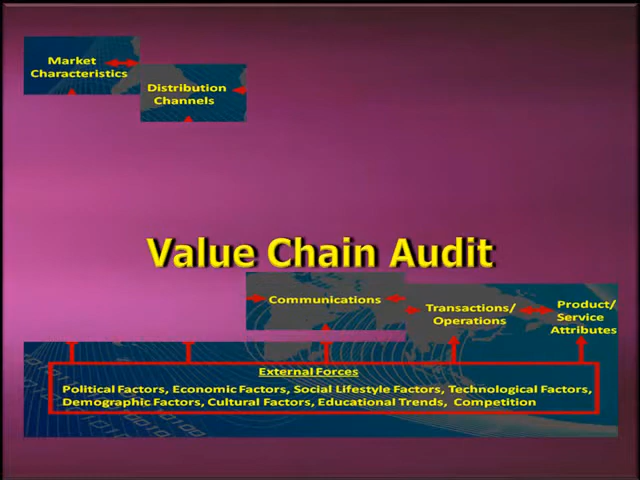 Market
Characteristics
Distribution
Channels
Value Chain Audit
Communications
Transactions/
Operations
Product/
Service
Attributes
External Forces
Political Factors, Economic Factors, Social Lifestyle Factors, Technological Factors,
Demographic Factors, Cultural Factors, Educational Trends, Competition